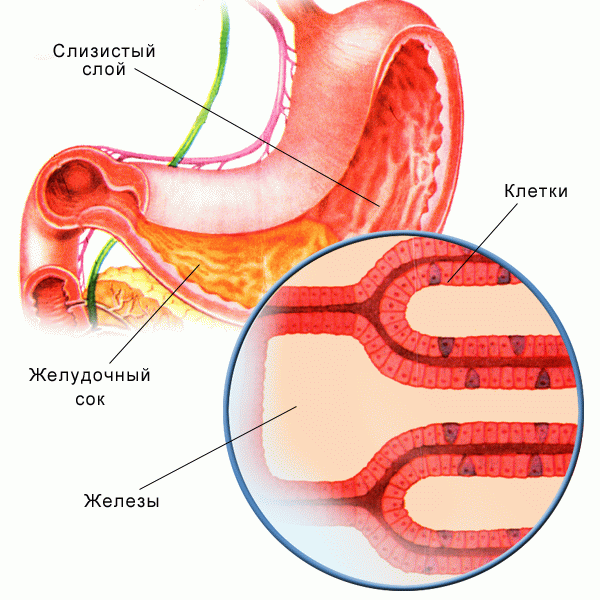 Слизистый
слой
Клетки
Желудочный
сок
Железы